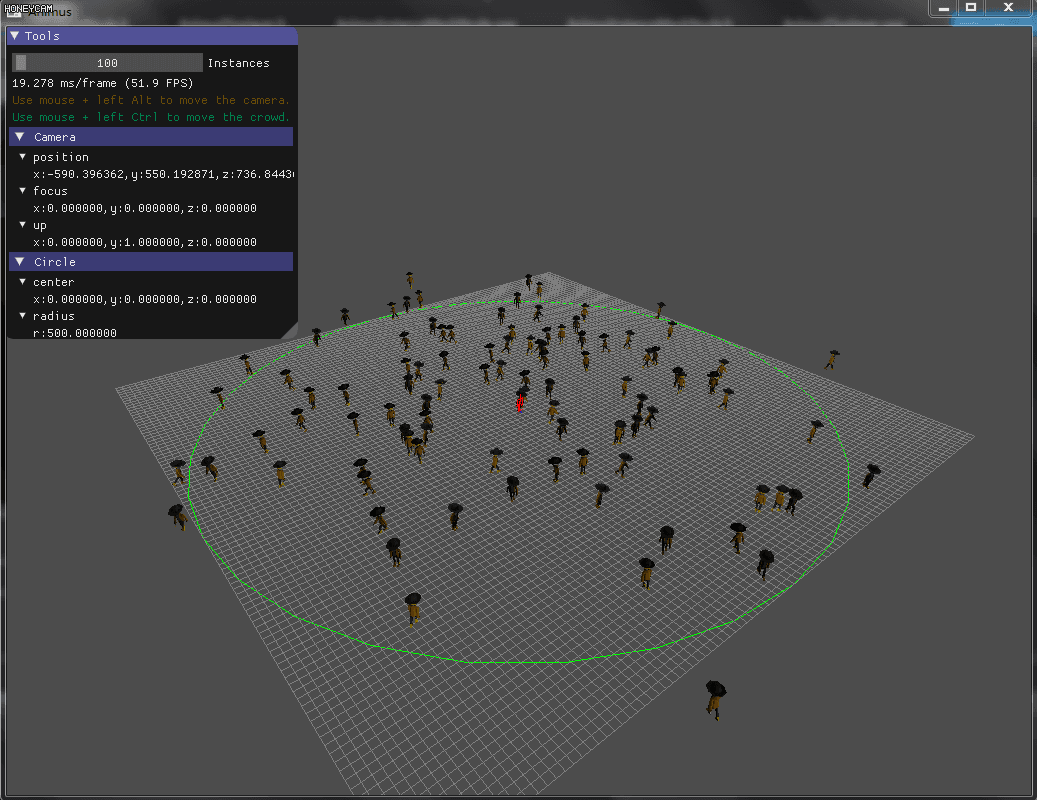 HONEYCAM
Animus
Tools
100 Instances
19.278 ms/frame (51.9 FPS)
Use mouse + left Alt to move the camera.
Use mouse + left Ctrl to move the crowd.
Camera
position
x:-590.396362,y:550.192871,z:736.8443
focus
x:0.000000,y:0.000000,z:0.000000
up
x:0.000000,y:1.000000,z:0.000000
Circle
center
x:0.000000,y:0.000000,z:0.000000
radius
r:500.000000